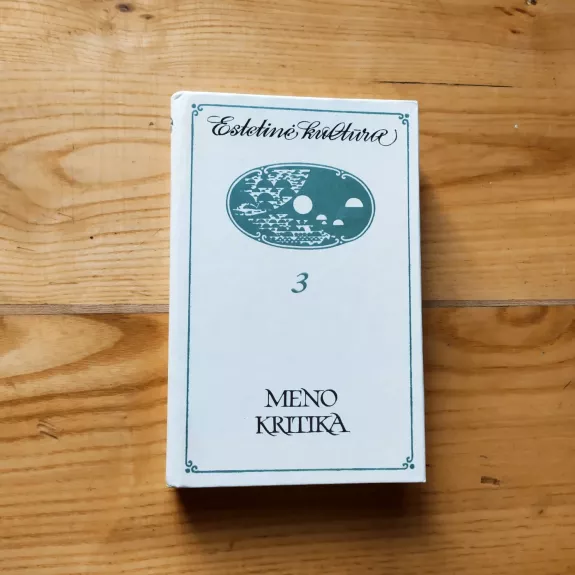 Estetinė kultūra
3
MENO
KRITIKA